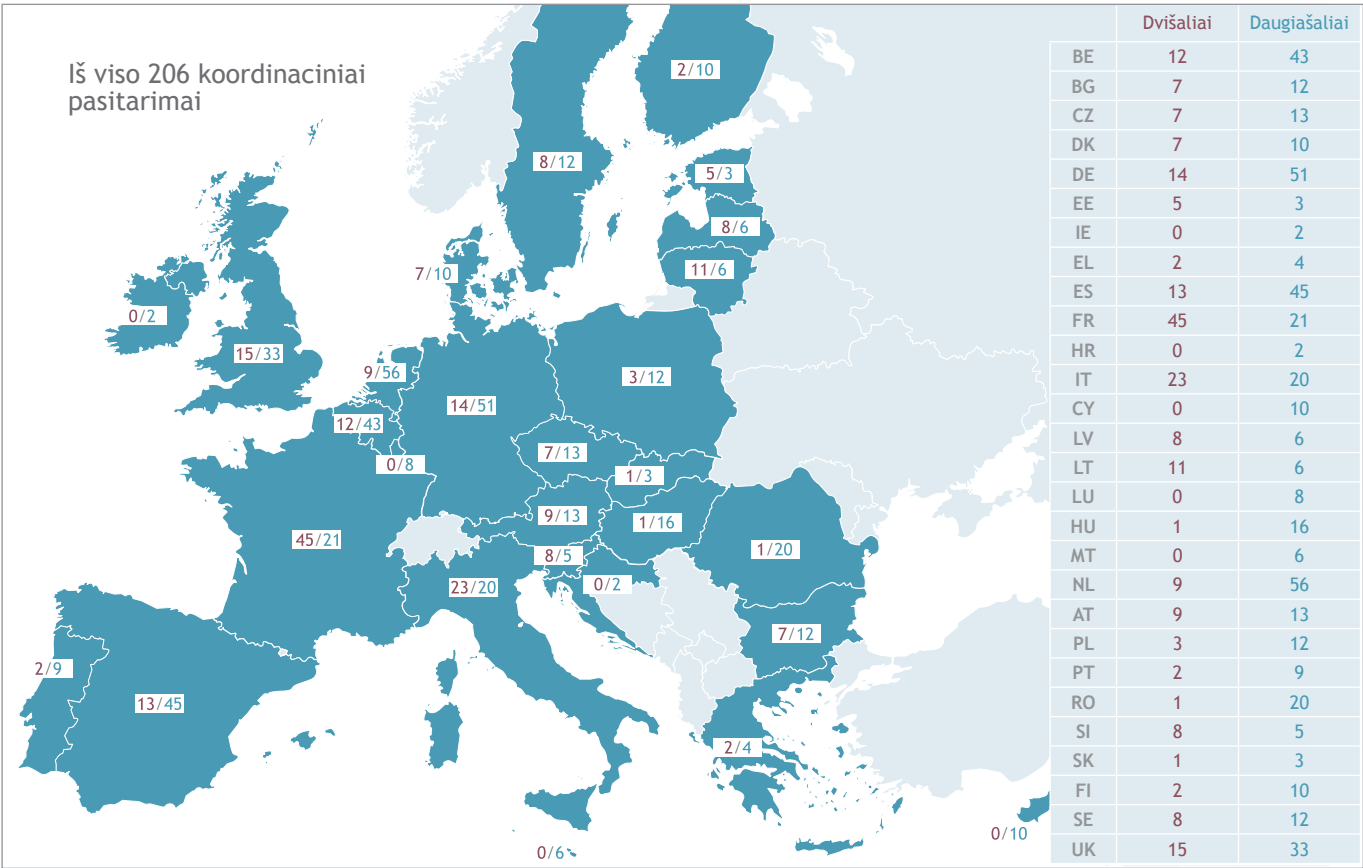 Iš viso 206 koordinaciniai
pasitarimai
2/10
8/12
5/3
8/6
7/10
11/6
0/2
15/33
9/56
3/12
14/51
12/43
7/13
0/8
1/3
9/13
1/16
45/21
1/20
8/5
23/20
0/2
7/12
2/9
13/45
2/4
0/10
0/6
Dvišaliai Daugiašaliai
BE 12 43
BG 7 12
CZ 7 13
DK 7 10
DE 14 51
EE 5 3
IE 0 2
EL 2 4
ES 13 45
FR 45 21
HR 0 2
IT 23 20
CY 0 10
LV 8 6
LT 11 6
LU 0 8
HU 1 16
MT 0 6
NL 9 56
AT 9 13
PL 3 12
PT 2 9
RO 1 20
SI 8 5
SK 1 3
FI 2 10
SE 8 12
UK 15 33